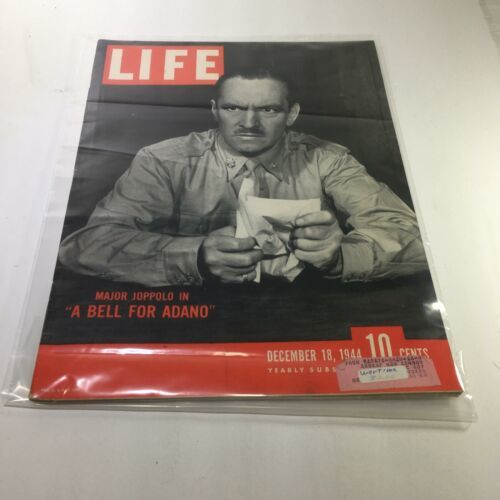 LIFE
MAJOR JOPPOLO IN
"A BELL FOR ADANO"
DECEMBER 18, 1944 10 CENTS
YEARLY SUBS